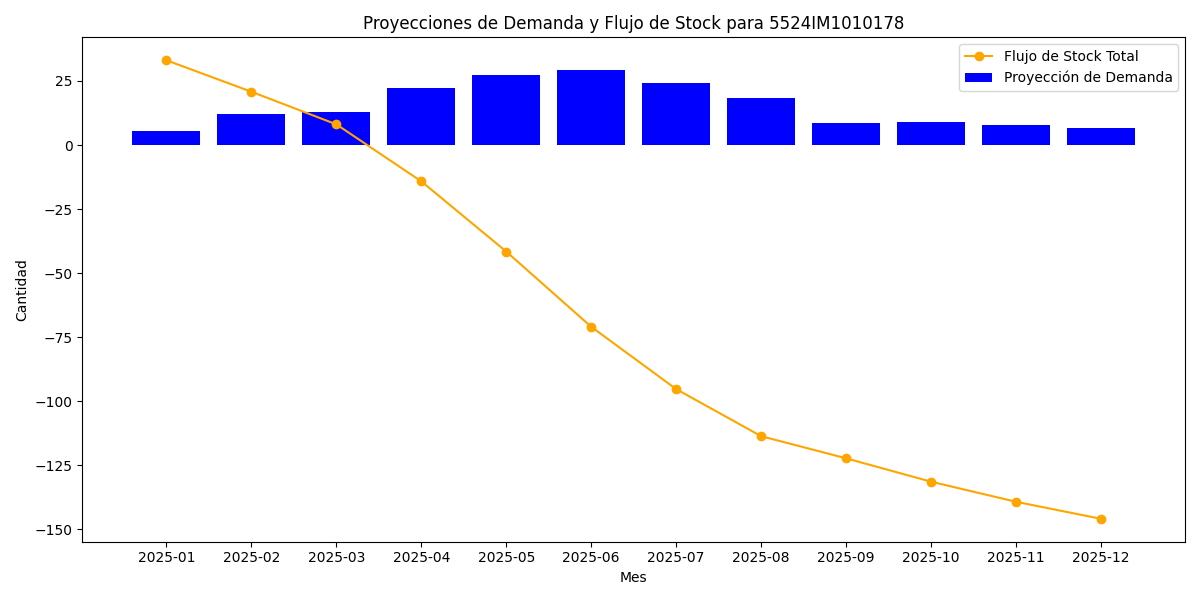 Proyecciones de Demanda y Flujo de Stock para 5524IM1010178
Flujo de Stock Total
Proyección de Demanda
Cantidad
25
0
−25
−50
−75
−100
−125
−150
2025-01 2025-02 2025-03 2025-04 2025-05 2025-06 2025-07 2025-08 2025-09 2025-10 2025-11 2025-12
Mes